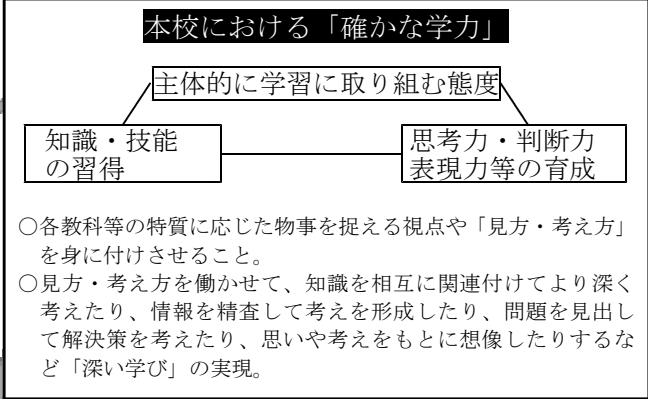 本校における「確かな学力」
主体的に学習に取り組む態度
知識・技能
の習得
思考力・判断力
表現力等の育成
○各教科等の特質に応じた物事を捉える視点や「見方・考え方」
を身に付けさせること。
○見方・考え方を働かせて、知識を相互に関連付けてより深く
考えたり、情報を精査して考えを形成したり、問題を見出し
て解決策を考えたり、思いや考えをもとに想像したりするな
ど「深い学び」の実現。